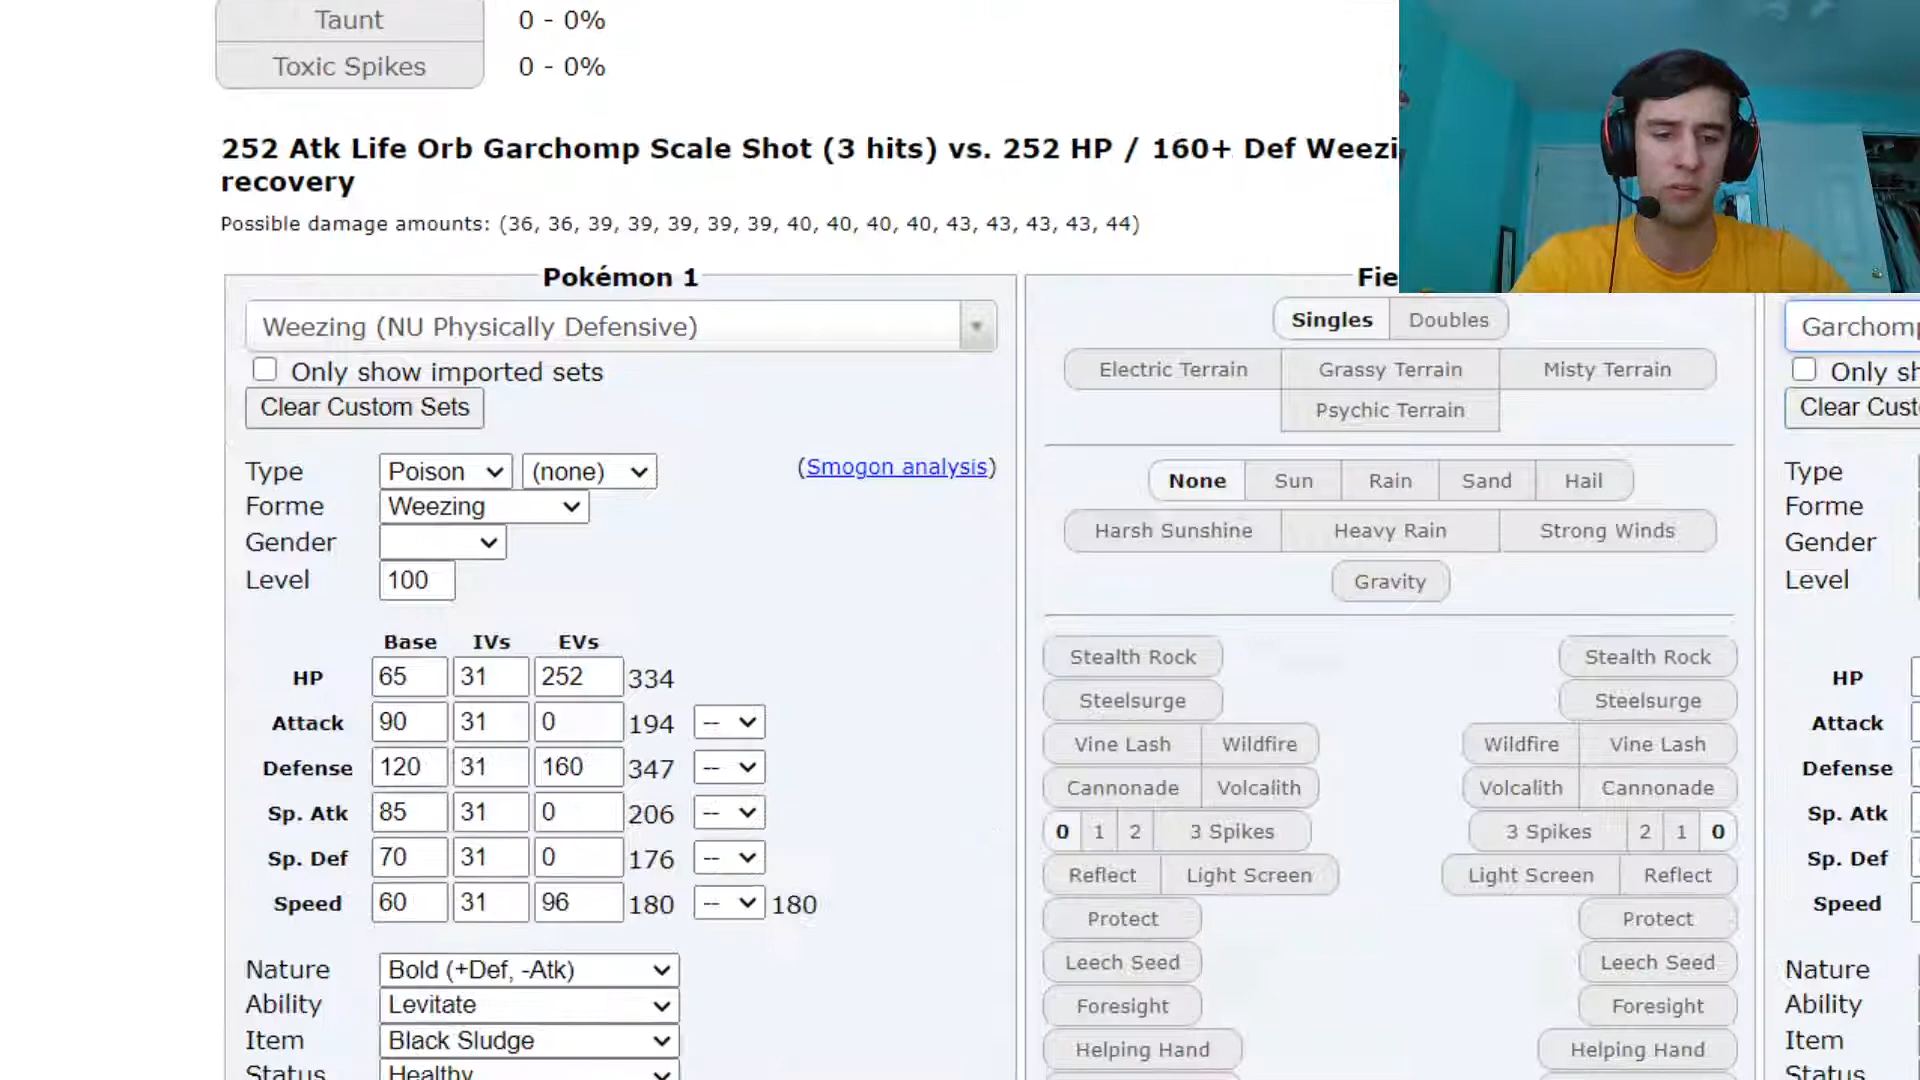 Taunt 0 - 0%
Toxic Spikes 0 - 0%
252 Atk Life Orb Garchomp Scale Shot (3 hits) vs. 252 HP / 160+ Def Weezi
recovery
Possible damage amounts: (36, 36, 39, 39, 39, 39, 39, 40, 40, 40, 40, 43, 43, 43, 43, 44)
Pokémon 1
Weezing (NU Physically Defensive)
Only show imported sets
Clear Custom Sets
Type Poison (none) (Smogon analysis)
Forme Weezing
Gender
Level 100
Base IVs EVs
HP 65 31 252 334
Attack 90 31 0 194 --
Defense 120 31 160 347 --
Sp. Atk 85 31 0 206 --
Sp. Def 70 31 0 176 --
Speed 60 31 96 180 -- 180
Nature Bold (+Def, -Atk)
Ability Levitate
Item Black Sludge
Status Healthy
Fie
Singles Doubles
Electric Terrain Grassy Terrain Misty Terrain
Psychic Terrain
None Sun Rain Sand Hail
Harsh Sunshine Heavy Rain Strong Winds
Gravity
Stealth Rock Stealth Rock
Steelsurge Steelsurge
Vine Lash Wildfire Wildfire Vine Lash
Cannonade Volcalith Volcalith Cannonade
0 1 2 3 Spikes 3 Spikes 2 1 0
Reflect Light Screen Light Screen Reflect
Protect Protect
Leech Seed Leech Seed
Foresight Foresight
Helping Hand Helping Hand
Garchomp
Only sh
Clear Cust
Type
Forme
Gender
Level
HP
Attack
Defense
Sp. Atk
Sp. Def
Speed
Nature
Ability
Item
Status